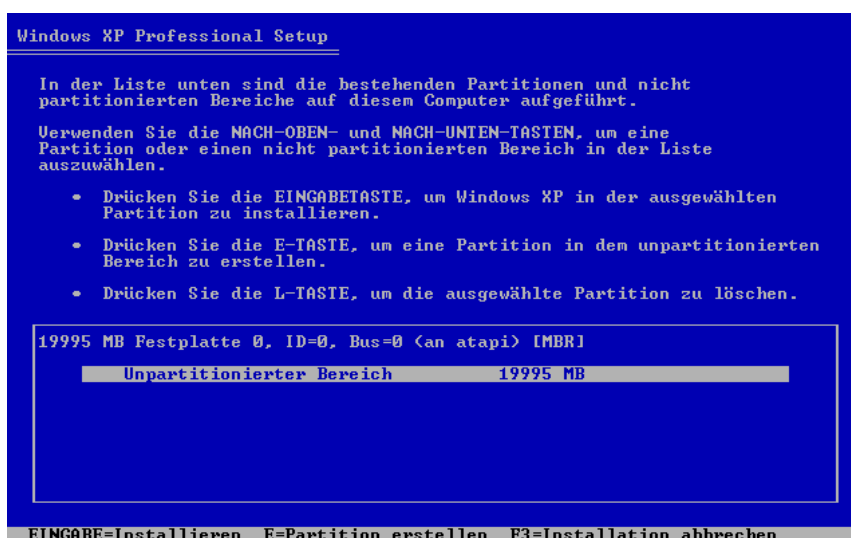 Windows XP Professional Setup
In der Liste unten sind die bestehenden Partitionen und nicht
partitionierten Bereiche auf diesem Computer aufgeführt.
Verwenden Sie die NACH-OBEN- und NACH-UNTEN-TASTEN, um eine
Partition oder einen nicht partitionierten Bereich in der Liste
auszuwählen.
• Drücken Sie die EINGABETASTE, um Windows XP in der ausgewählten
Partition zu installieren.
• Drücken Sie die E-TASTE, um eine Partition in dem unpartitionierten
Bereich zu erstellen.
• Drücken Sie die L-TASTE, um die ausgewählte Partition zu löschen.
19995 MB Festplatte 0, ID=0, Bus=0 (an atapi) [MBR]
Unpartitionierter Bereich 19995 MB
EINGABE=Installieren E=Partition erstellen F3=Installation abbrechen